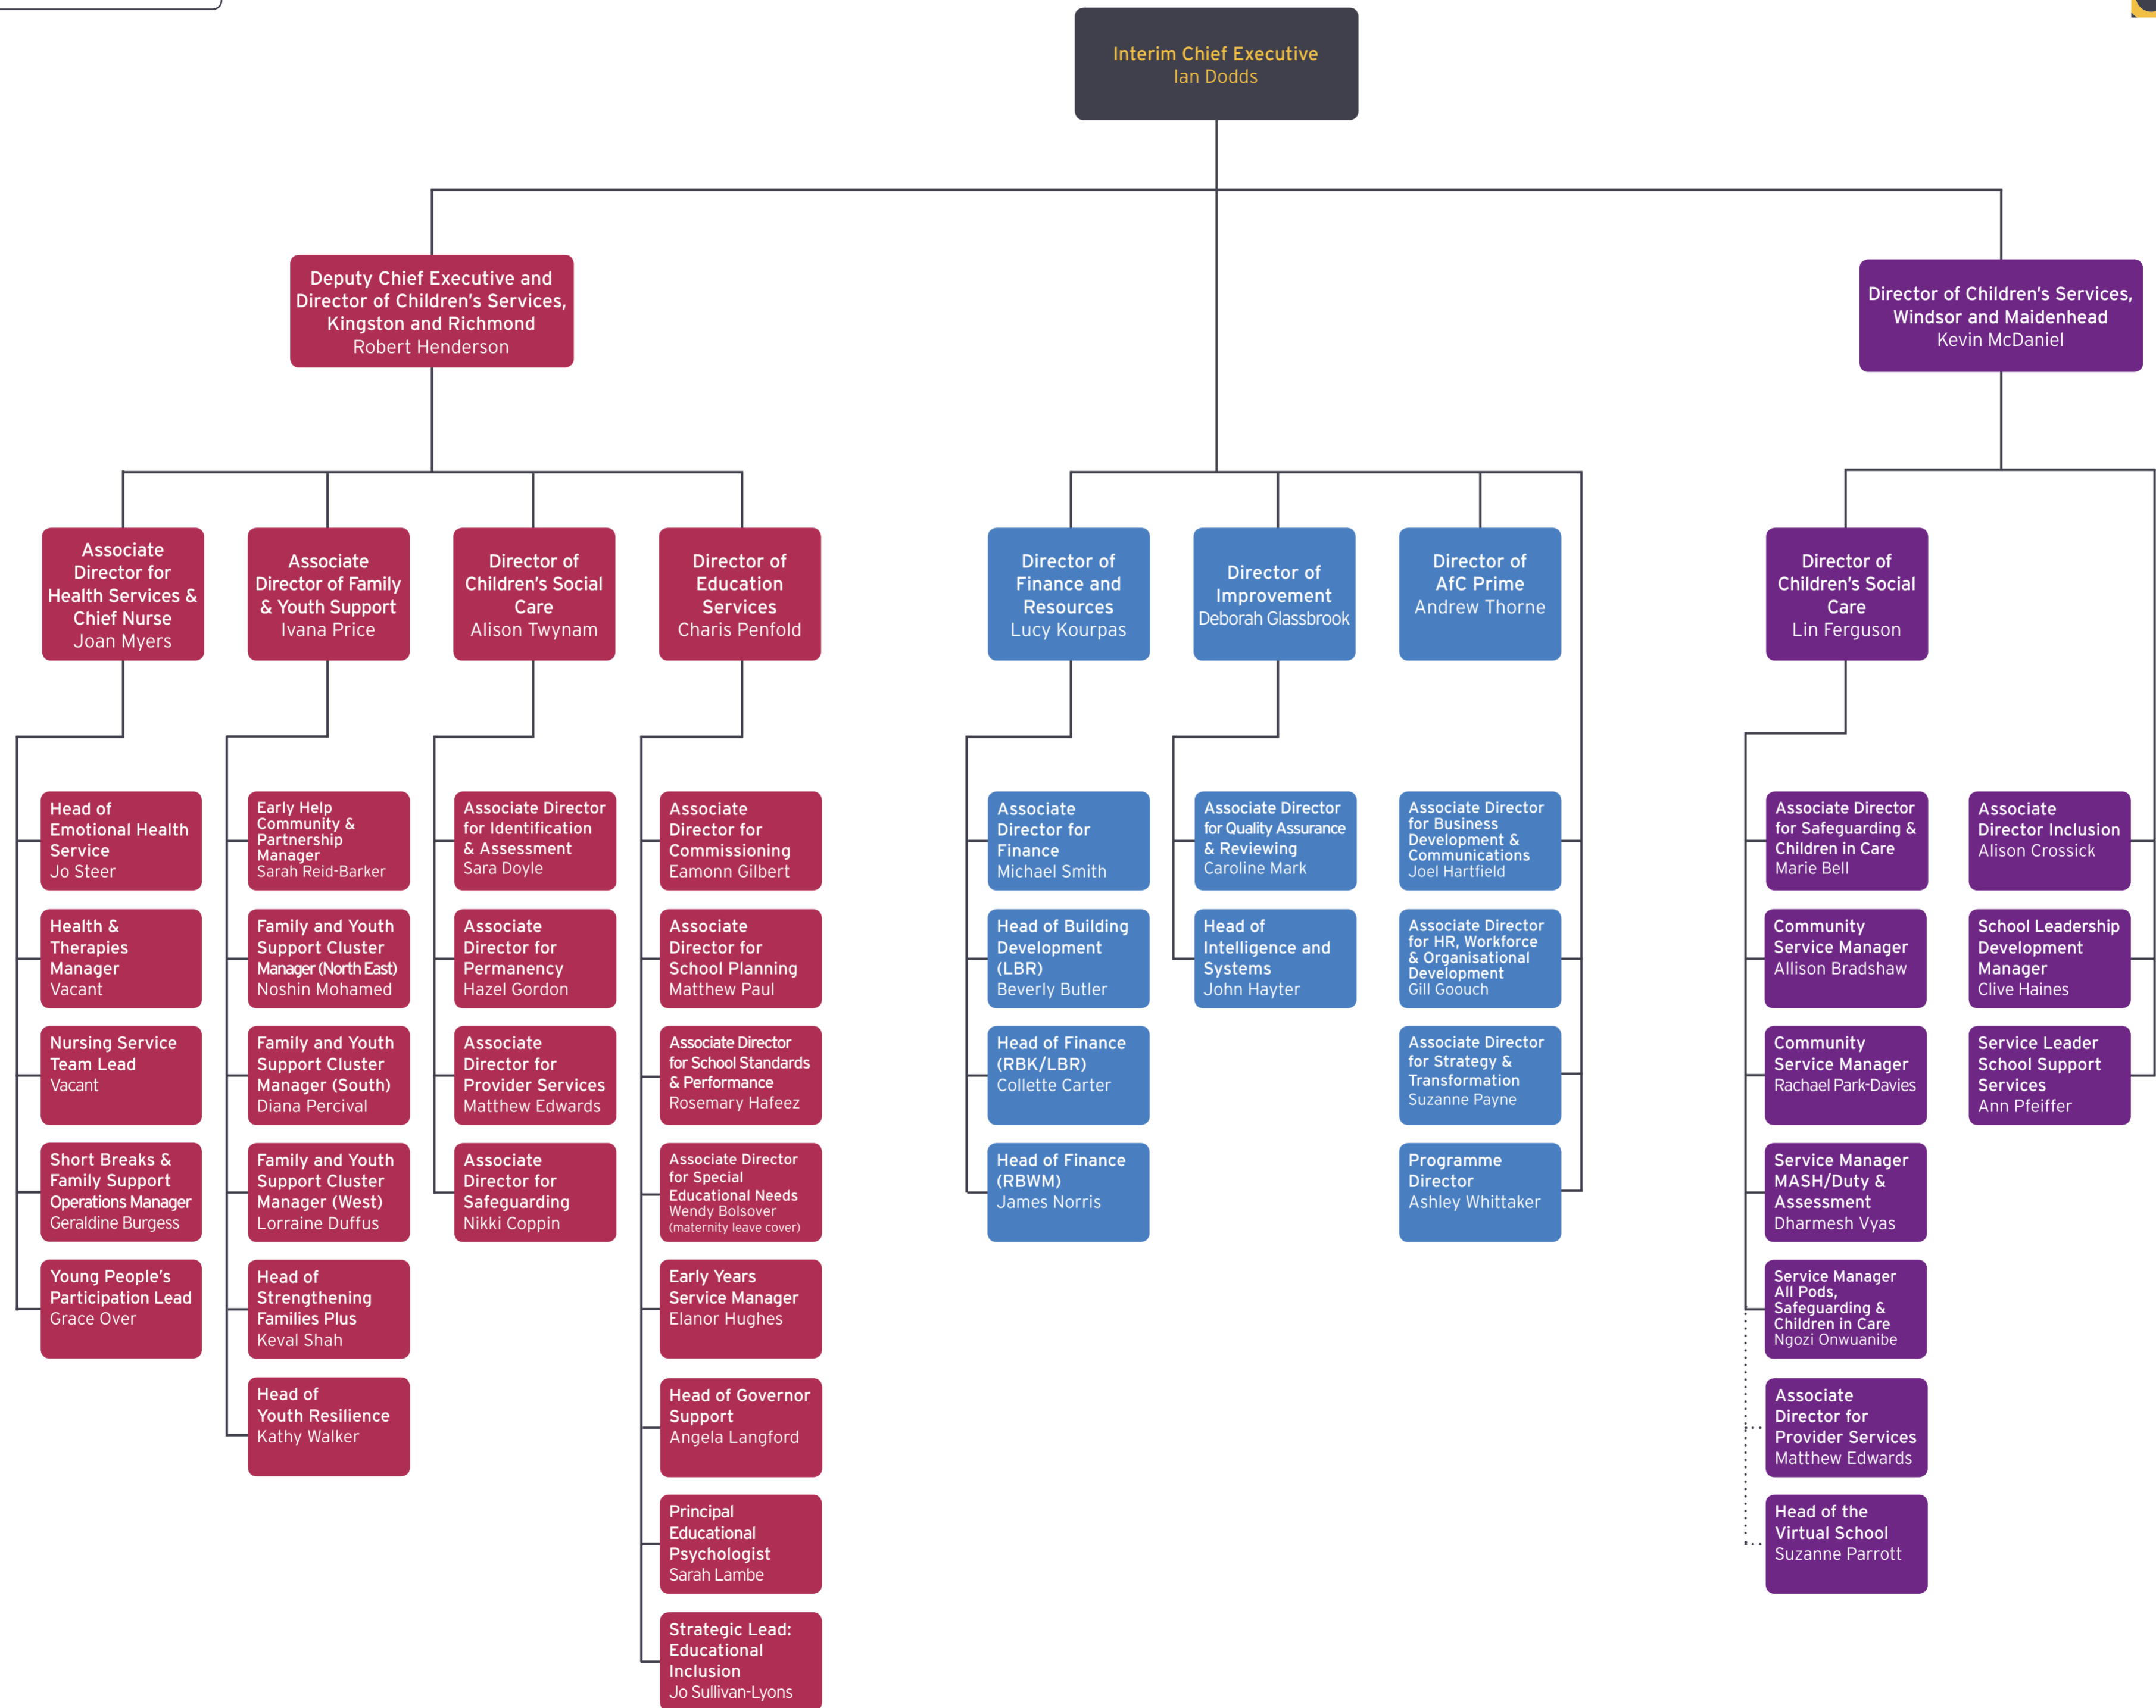 Interim Chief Executive
Ian Dodds
Deputy Chief Executive and
Director of Children's Services,
Kingston and Richmond
Robert Henderson
Director of Children's Services,
Windsor and Maidenhead
Kevin McDaniel
Associate
Director for
Health Services &
Chief Nurse
Joan Myers
Associate
Director of Family
& Youth Support
Ivana Price
Director of
Children's Social
Care
Alison Twynam
Director of
Education
Services
Charis Penfold
Director of
Finance and
Resources
Lucy Kourpas
Director of
Improvement
Deborah Glassbrook
Director of
AfC Prime
Andrew Thorne
Director of
Children's Social
Care
Lin Ferguson
Head of
Emotional Health
Service
Jo Steer
Health &
Therapies
Manager
Vacant
Nursing Service
Team Lead
Vacant
Short Breaks &
Family Support
Operations Manager
Geraldine Burgess
Young People's
Participation Lead
Grace Over
Early Help
Community &
Partnership
Manager
Sarah Reid-Barker
Family and Youth
Support Cluster
Manager (North East)
Noshin Mohamed
Family and Youth
Support Cluster
Manager (South)
Diana Percival
Family and Youth
Support Cluster
Manager (West)
Lorraine Duffus
Head of
Strengthening
Families Plus
Keval Shah
Head of
Youth Resilience
Kathy Walker
Associate Director
for Identification
& Assessment
Sara Doyle
Associate
Director for
Permanency
Hazel Gordon
Associate
Director for
Provider Services
Matthew Edwards
Associate
Director for
Safeguarding
Nikki Coppin
Associate
Director for
Commissioning
Eamonn Gilbert
Associate
Director for
School Planning
Matthew Paul
Associate Director
for School Standards
& Performance
Rosemary Hafeez
Associate Director
for Special
Educational Needs
Wendy Bolsover
(maternity leave cover)
Early Years
Service Manager
Elanor Hughes
Head of Governor
Support
Angela Langford
Principal
Educational
Psychologist
Sarah Lambe
Strategic Lead:
Educational
Inclusion
Jo Sullivan-Lyons
Associate
Director for
Finance
Michael Smith
Head of Building
Development
(LBR)
Beverly Butler
Head of Finance
(RBK/LBR)
Collette Carter
Head of Finance
(RBWM)
James Norris
Associate Director
for Quality Assurance
& Reviewing
Caroline Mark
Head of
Intelligence and
Systems
John Hayter
Associate Director
for Business
Development &
Communications
Joel Hartfield
Associate Director
for HR, Workforce
& Organisational
Development
Gill Goouch
Associate Director
for Strategy &
Transformation
Suzanne Payne
Programme
Director
Ashley Whittaker
Associate Director
for Safeguarding &
Children in Care
Marie Bell
Community
Service Manager
Allison Bradshaw
Community
Service Manager
Rachael Park-Davies
Service Manager
MASH/Duty &
Assessment
Dharmesh Vyas
Service Manager
All Pods,
Safeguarding &
Children in Care
Ngozi Onwuanibe
Associate
Director for
Provider Services
Matthew Edwards
Head of the
Virtual School
Suzanne Parrott
Associate
Director Inclusion
Alison Crossick
School Leadership
Development
Manager
Clive Haines
Service Leader
School Support
Services
Ann Pfeiffer